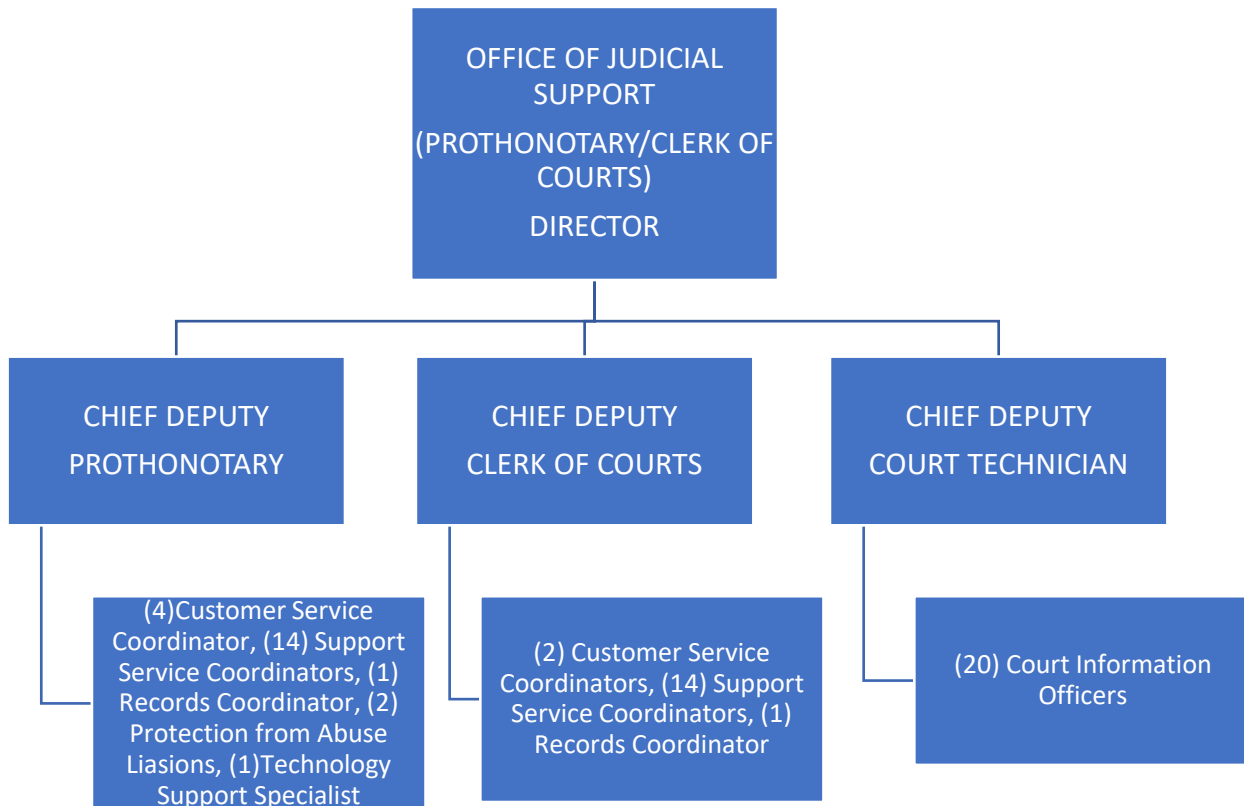 OFFICE OF JUDICIAL
SUPPORT
(PROTHONOTARY/CLERK OF
COURTS)
DIRECTOR
CHIEF DEPUTY
PROTHONOTARY
CHIEF DEPUTY
CLERK OF COURTS
CHIEF DEPUTY
COURT TECHNICIAN
(4)Customer Service
Coordinator, (14) Support
Service Coordinators, (1)
Records Coordinator, (2)
Protection from Abuse
Liasions, (1)Technology
Support Specialist
(2) Customer Service
Coordinators, (14) Support
Service Coordinators, (1)
Records Coordinator
(20) Court Information
Officers